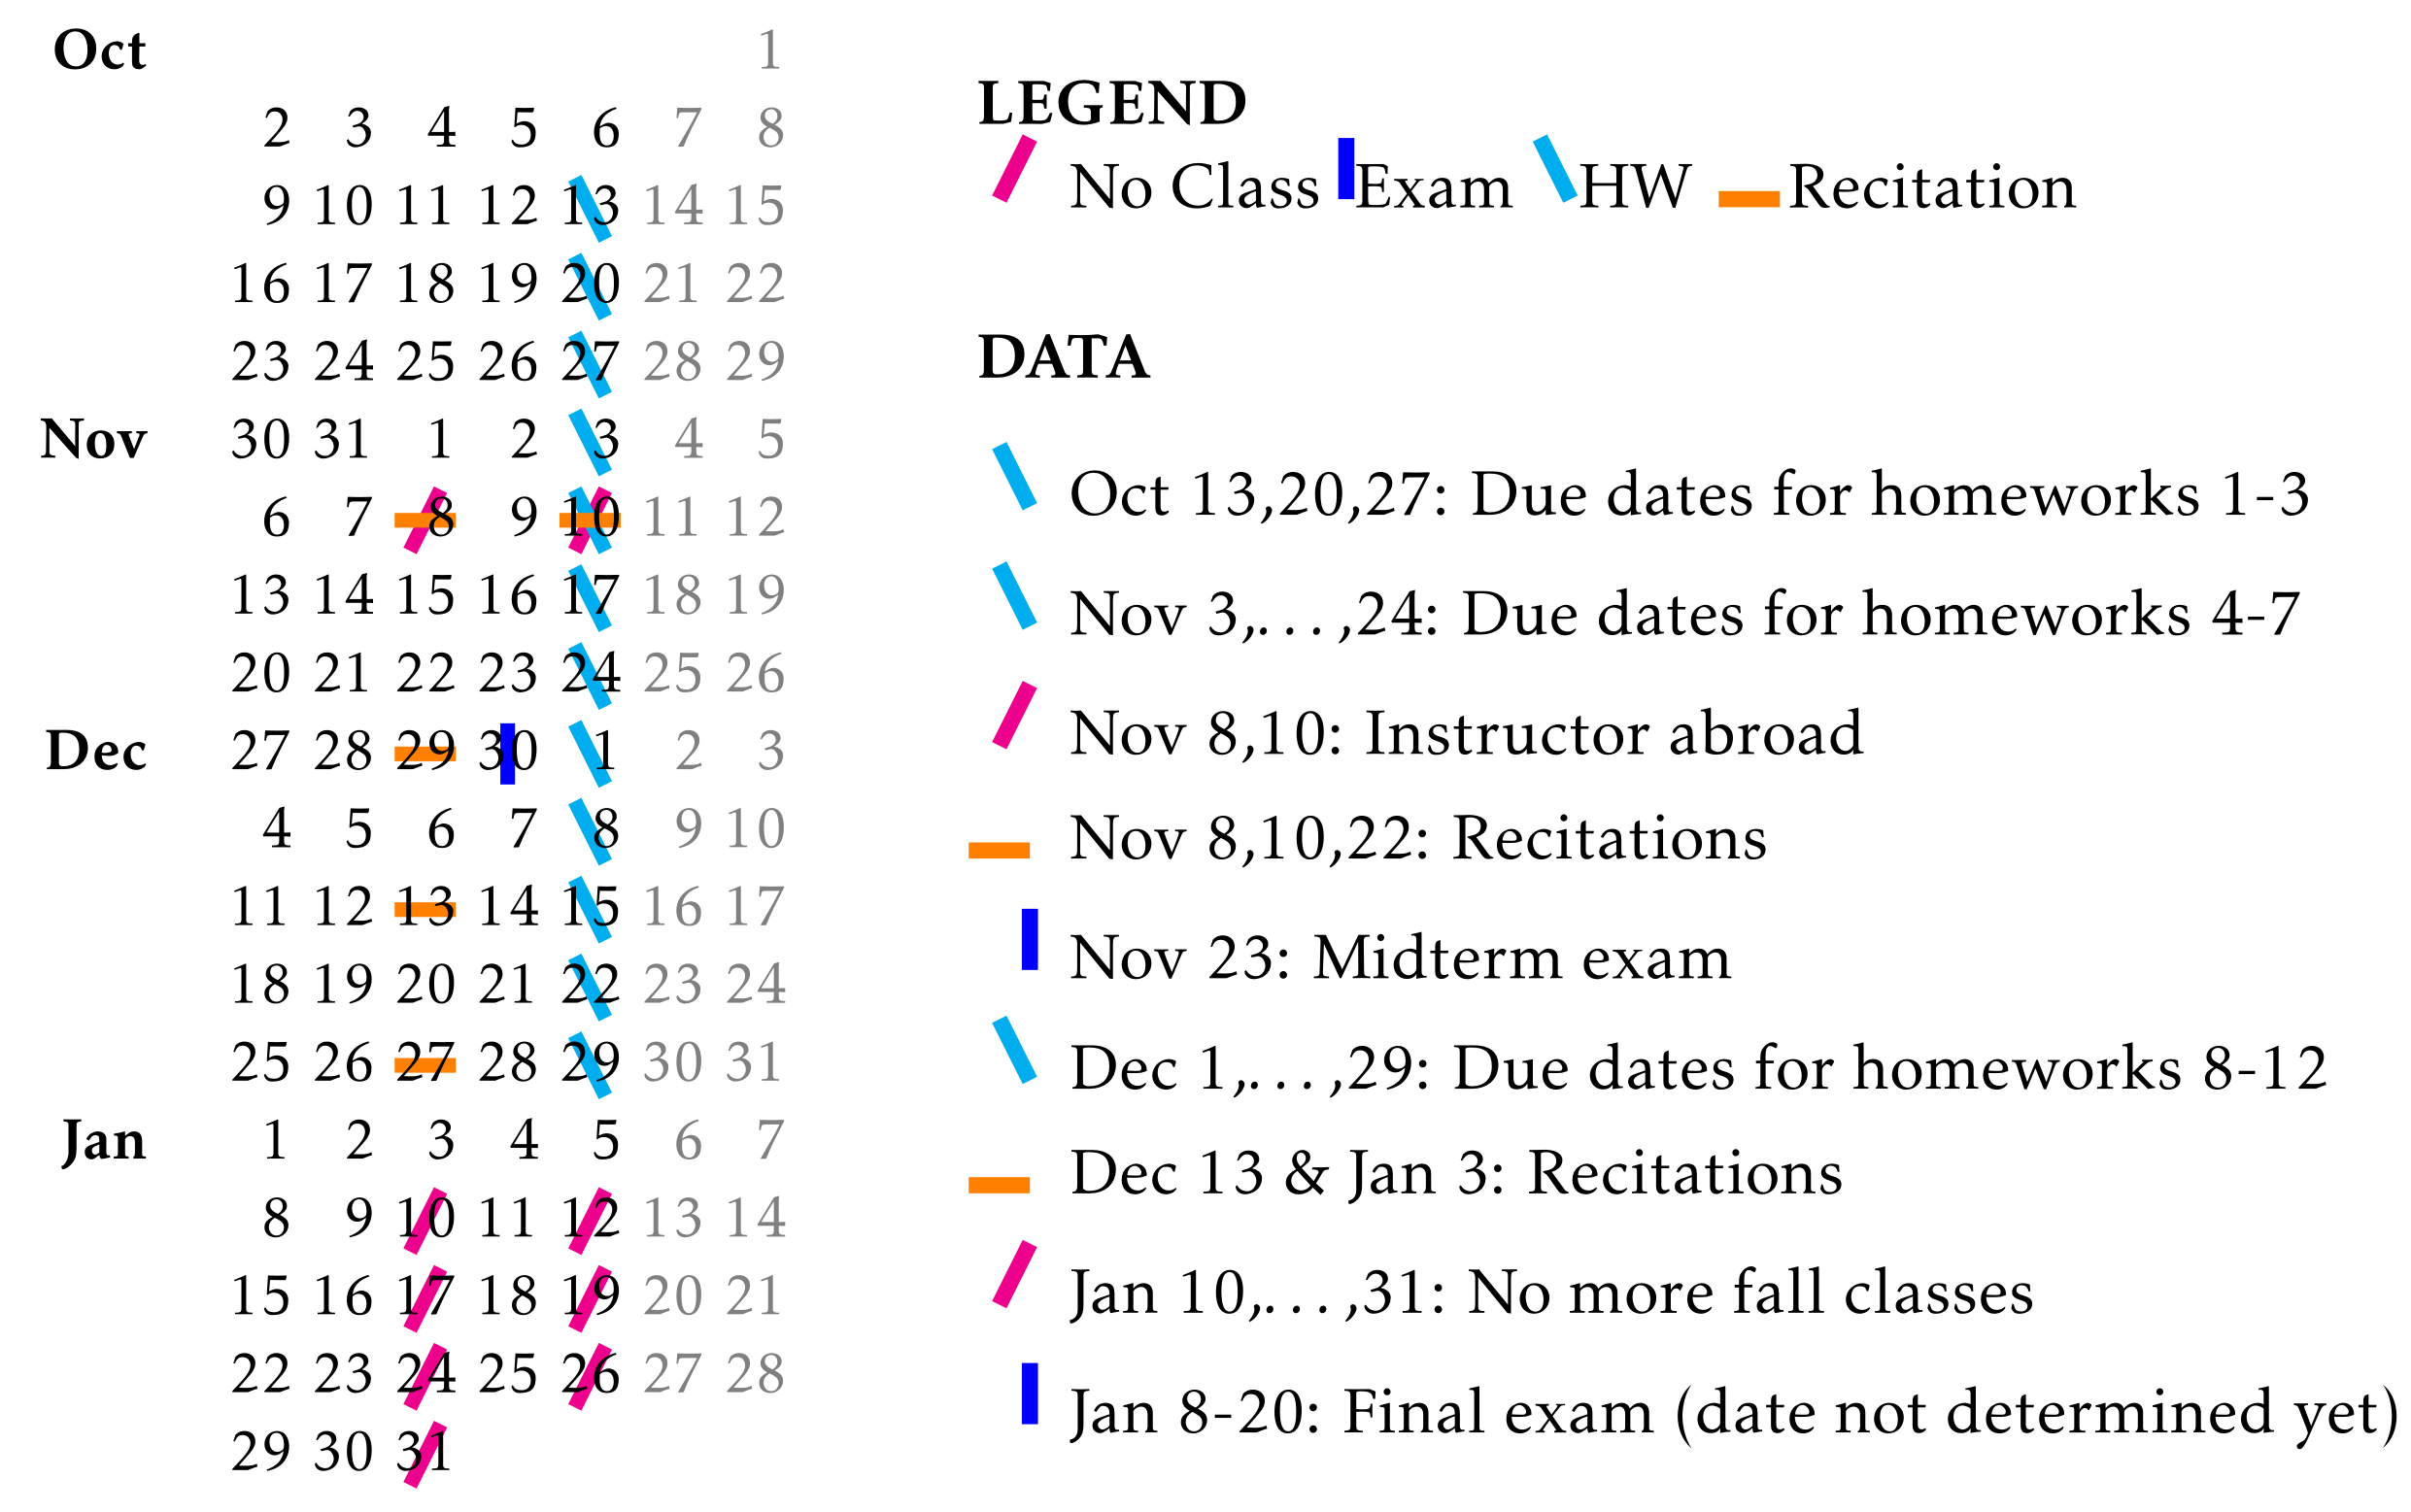 Oct 1
2 3 4 5 6 7 8
9 10 11 12 13 14 15
16 17 18 19 20 21 22
23 24 25 26 27 28 29
Nov 30 31 1 2 3 4 5
6 7 8 9 10 11 12
13 14 15 16 17 18 19
20 21 22 23 24 25 26
Dec 27 28 29 30 1 2 3
4 5 6 7 8 9 10
11 12 13 14 15 16 17
18 19 20 21 22 23 24
25 26 27 28 29 30 31
Jan 1 2 3 4 5 6 7
8 9 10 11 12 13 14
15 16 17 18 19 20 21
22 23 24 25 26 27 28
29 30 31
LEGEND
No Class Exam HW Recitation
DATA
Oct 13,20,27: Due dates for homeworks 1-3
Nov 3,. . . ,24: Due dates for homeworks 4-7
Nov 8,10: Instructor abroad
Nov 8,10,22: Recitations
Nov 23: Midterm exam
Dec 1,. . . ,29: Due dates for homeworks 8-12
Dec 13 & Jan 3: Recitations
Jan 10,. . . ,31: No more fall classes
Jan 8-20: Final exam (date not determined yet)